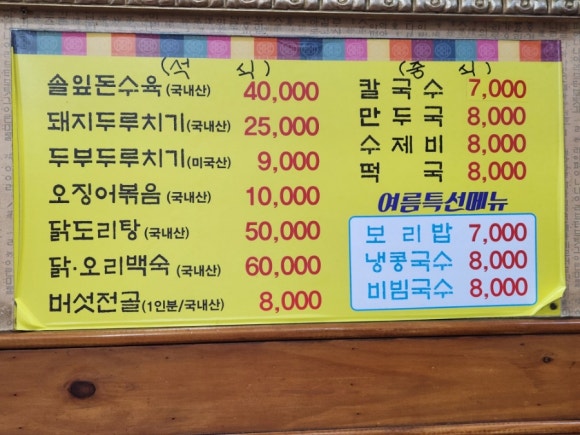 (석 식)
솔잎돈수육(국내산) 40,000
돼지두루치기(국내산) 25,000
두부두루치기(미국산) 9,000
오징어볶음(국내산) 10,000
닭도리탕(국내산) 50,000
닭·오리백숙(국내산) 60,000
버섯전골(1인분/국내산) 8,000
(중 식)
칼국수 7,000
만두국 8,000
수제비 8,000
떡국 8,000
여름특선메뉴
보리밥 7,000
냉콩국수 8,000
비빔국수 8,000